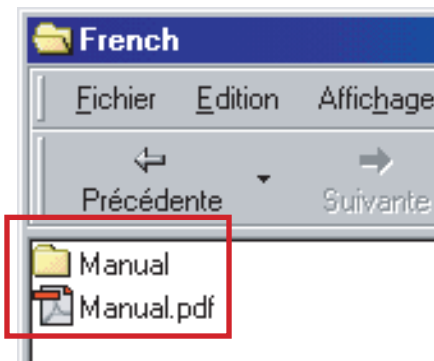 French
Fichier Edition Affichage
Précédente Suivante
Manual
Manual.pdf